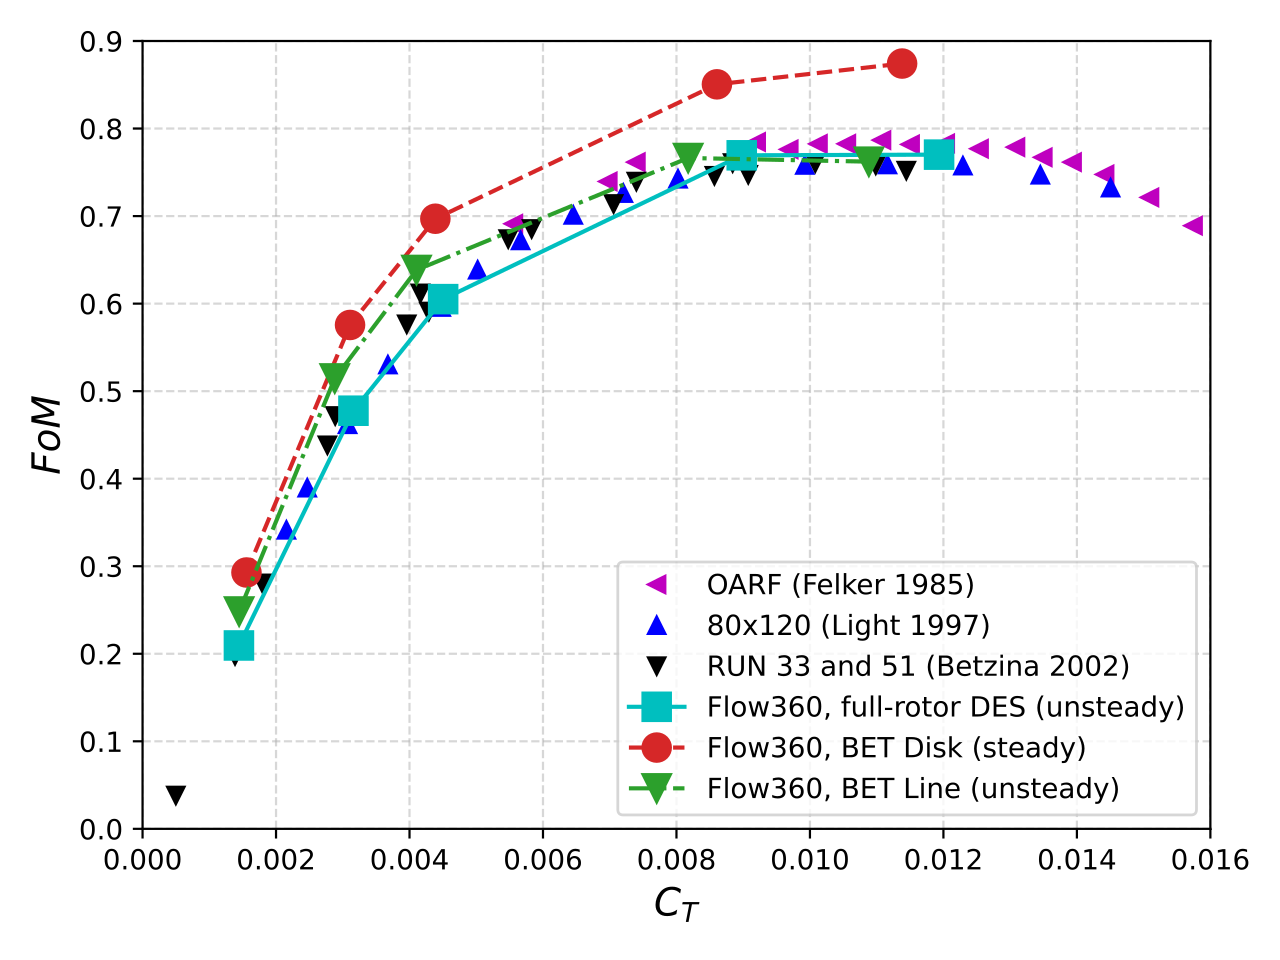 0.9
0.8
0.7
0.6
0.5
0.4
0.3
0.2
0.1
0.0
FoM
OARF (Felker 1985)
80x120 (Light 1997)
RUN 33 and 51 (Betzina 2002)
Flow360, full-rotor DES (unsteady)
Flow360, BET Disk (steady)
Flow360, BET Line (unsteady)
0.000 0.002 0.004 0.006 0.008 0.010 0.012 0.014 0.016
C_T